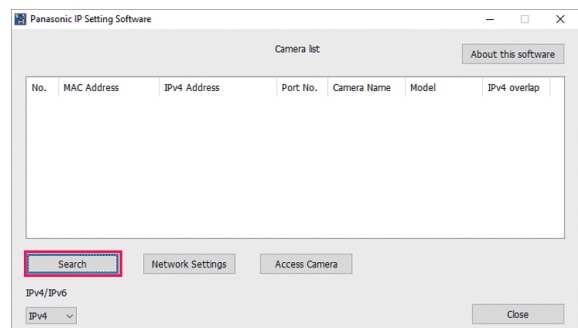 Panasonic IP Setting Software
Camera list
About this software
No. MAC Address IPv4 Address Port No. Camera Name Model IPv4 overlap
Search Network Settings Access Camera
IPv4/IPv6
IPv4 Close